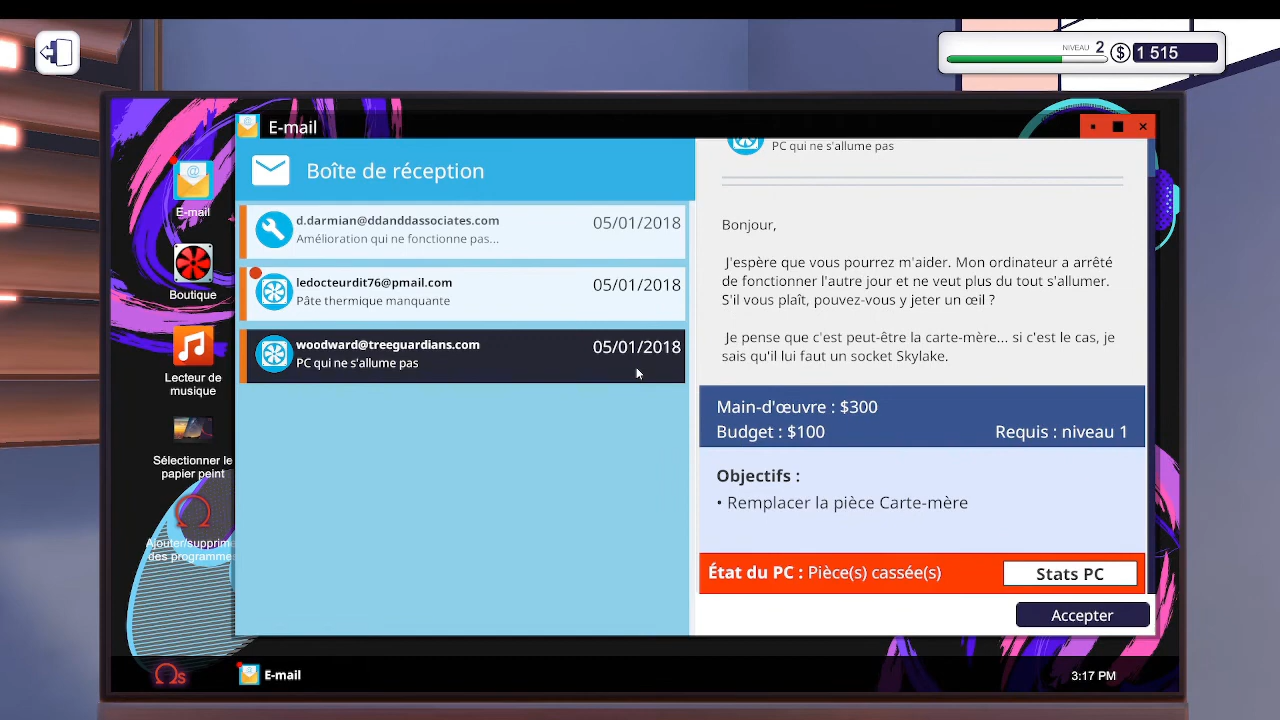 NIVEAU 2 $ 1 515
E-mail
Boîte de réception
d.darmian@ddanddassociates.com 05/01/2018
Amélioration qui ne fonctionne pas...
ledocteurdit76@pmail.com 05/01/2018
Pâte thermique manquante
woodward@treeguardians.com 05/01/2018
PC qui ne s'allume pas
PC qui ne s'allume pas
Bonjour,
J'espère que vous pourrez m'aider. Mon ordinateur a arrêté
de fonctionner l'autre jour et ne veut plus du tout s'allumer.
S'il vous plaît, pouvez-vous y jeter un œil ?
Je pense que c'est peut-être la carte-mère... si c'est le cas, je
sais qu'il lui faut un socket Skylake.
Main-d'œuvre : $300
Budget : $100 Requis : niveau 1
Objectifs :
• Remplacer la pièce Carte-mère
État du PC : Pièce(s) cassée(s) Stats PC
Accepter
E-mail
Boutique
Lecteur de
musique
Sélectionner le
papier peint
Ajouter/supprime
des programme
Ωs E-mail 3:17 PM